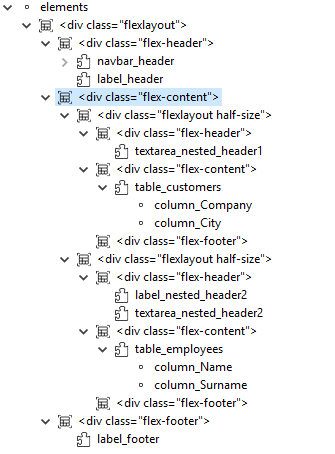 elements
<div class="flexlayout">
<div class="flex-header">
navbar_header
label_header
<div class="flex-content">
<div class="flexlayout half-size">
<div class="flex-header">
textarea_nested_header1
<div class="flex-content">
table_customers
column_Company
column_City
<div class="flex-footer">
<div class="flexlayout half-size">
<div class="flex-header">
label_nested_header2
textarea_nested_header2
<div class="flex-content">
table_employees
column_Name
column_Surname
<div class="flex-footer">
<div class="flex-footer">
label_footer